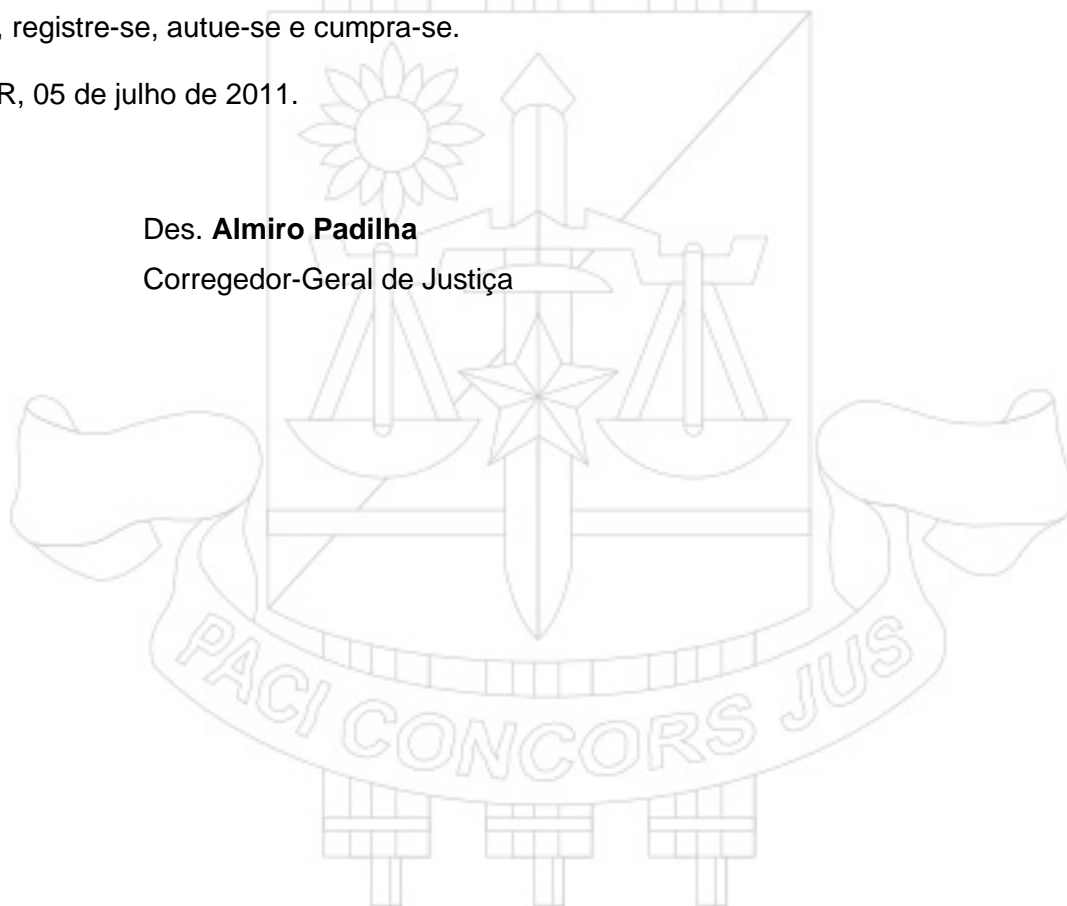 , registre-se, autue-se e cumpra-se.
R, 05 de julho de 2011.
Des. Almiro Padilha
Corregedor-Geral de Justiça
PACI CONCORS JUS